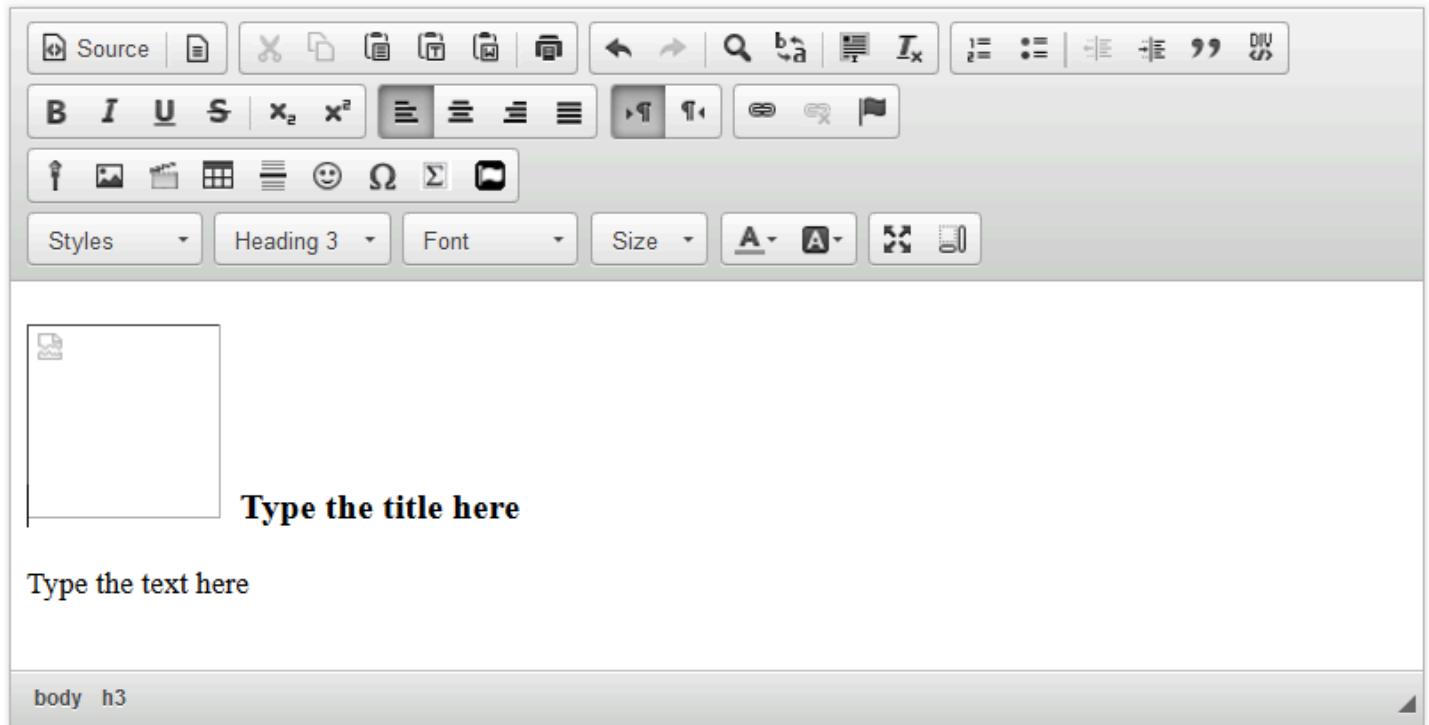 Source
Styles Heading 3 Font Size
Type the title here
Type the text here
body h3